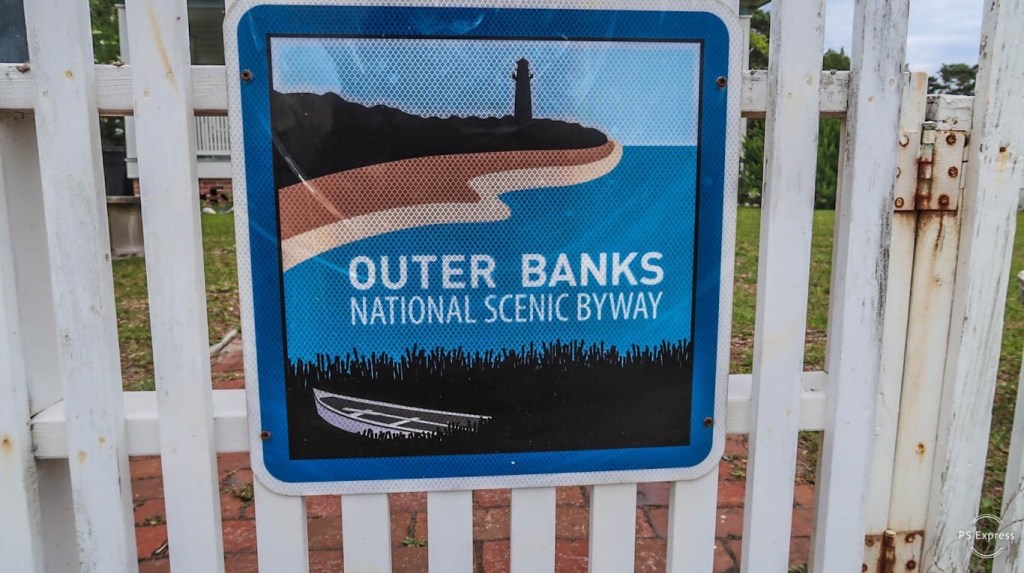 OUTER BANKS
NATIONAL SCENIC BYWAY
PS Express